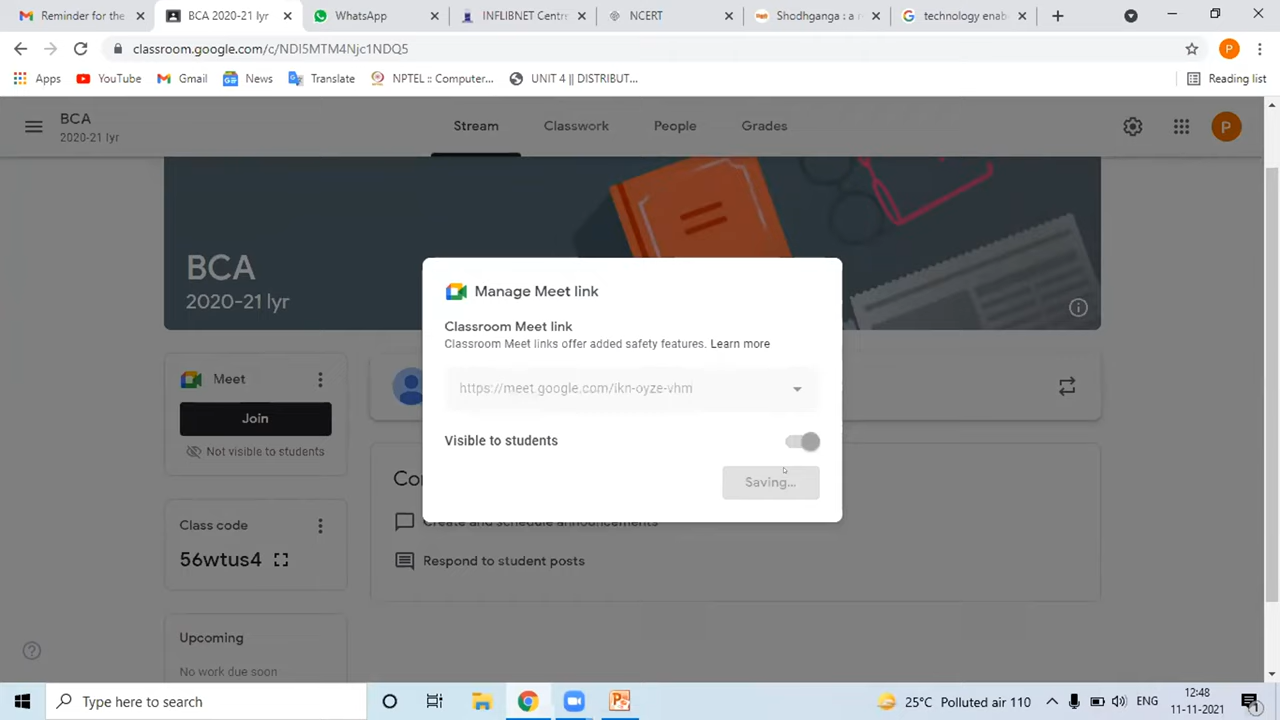 Reminder for the
BCA 2020-21 Iyr
WhatsApp
INFLIBNET Centre
NCERT
Shodhganga : a r
technology enab
classroom.google.com/c/NDI5MTM4Njc1NDQ5
Apps
YouTube
Gmail
News
Translate
NPTEL :: Computer...
UNIT 4 || DISTRIBUT...
Reading list
BCA
2020-21 Iyr
Stream
Classwork
People
Grades
P
BCA
2020-21 Iyr
Manage Meet link
Classroom Meet link
Classroom Meet links offer added safety features. Learn more
https://meet.google.com/ikn-oyze-vhm
Visible to students
Saving...
Meet
Join
Not visible to students
Class code
56wtus4
Create and schedule announcements
Respond to student posts
Upcoming
No work due soon
Type here to search
25°C Polluted air 110
ENG
12:48
11-11-2021